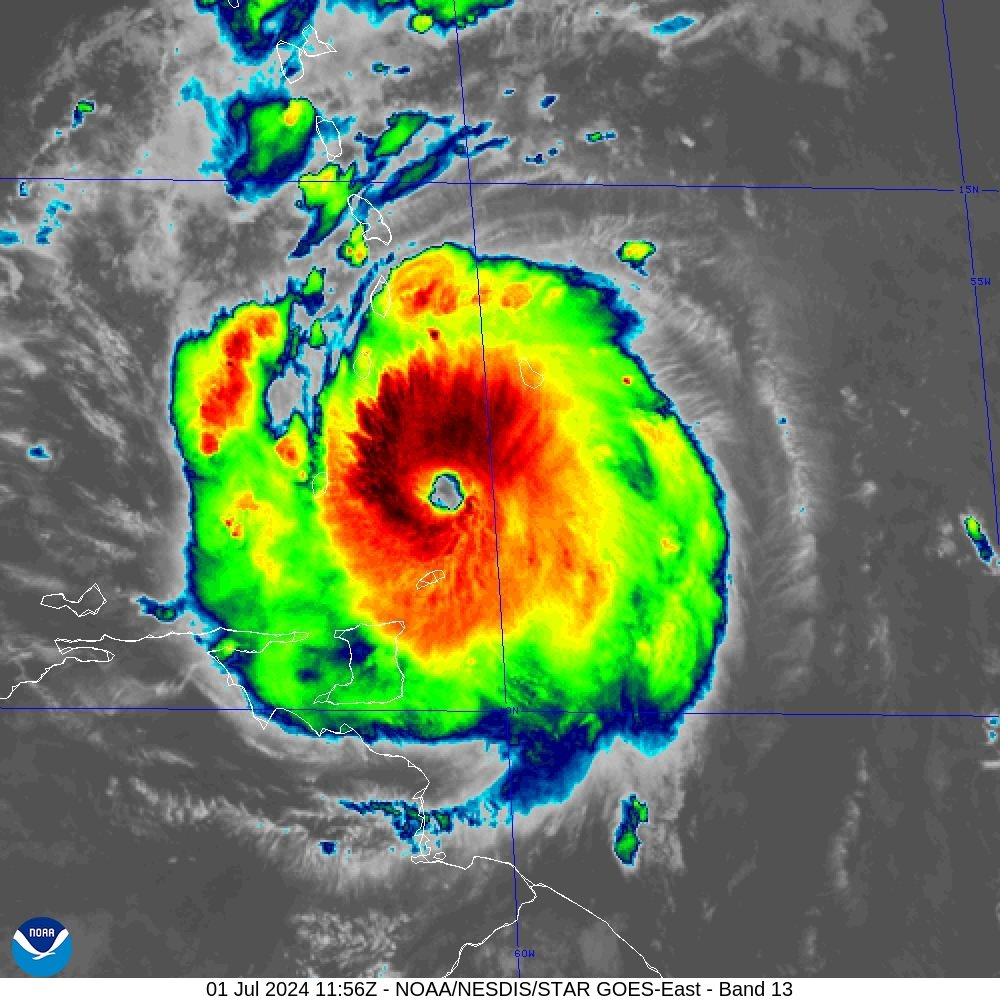 15N
55W
N
60W
NOAA
01 Jul 2024 11:56Z - NOAA/NESDIS/STAR GOES-East - Band 13